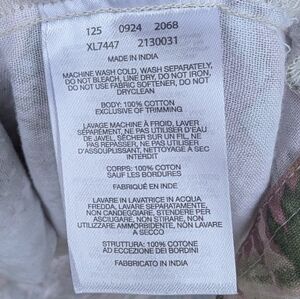 125 0924 2068
XL7447 2130031
MADE IN INDIA
MACHINE WASH COLD, WASH SEPARATELY,
DO NOT BLEACH, LINE DRY, DO NOT IRON,
DO NOT USE FABRIC SOFTENER, DO NOT
DRYCLEAN
BODY: 100% COTTON
EXCLUSIVE OF TRIMMING
LAVAGE MACHINE À FROID, LAVER
SÉPARÉMENT, NE PAS UTILISER D'EAU
DE JAVEL, SÉCHER SUR UN FIL, NE
PAS REPASSER, NE PAS UTILISER
D'ASSOUPLISSANT, NETTOYAGE À SEC
INTERDIT
CORPS: 100% COTON
SAUF LES BORDURES
FABRIQUÉ EN INDE
LAVARE IN LAVATRICE IN ACQUA
FREDDA, LAVARE SEPARATAMENTE,
NON CANDEGGIARE, STENDERE PER
ASCIUGARE, NON STIRARE, NON
UTILIZZARE AMMORBIDENTE, NON LAVARE
A SECCO
STRUTTURA: 100% COTONE
AD ECCEZIONE DEI BORDINI
FABBRICATO IN INDIA